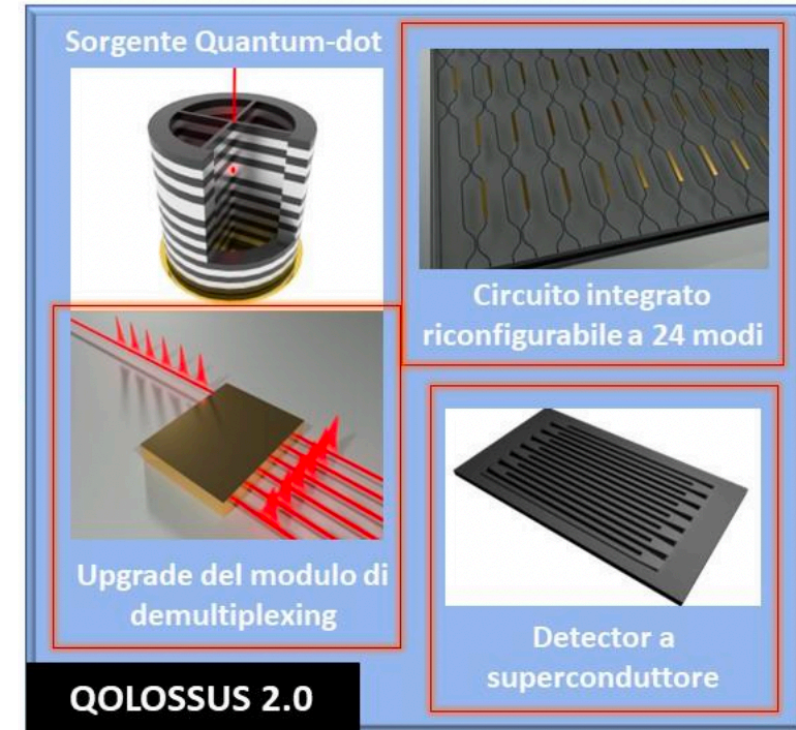 Sorgente Quantum-dot
Circuito integrato
riconfigurabile a 24 modi
Upgrade del modulo di
demultiplexing
Detector a
superconduttore
QOLOSSUS 2.0